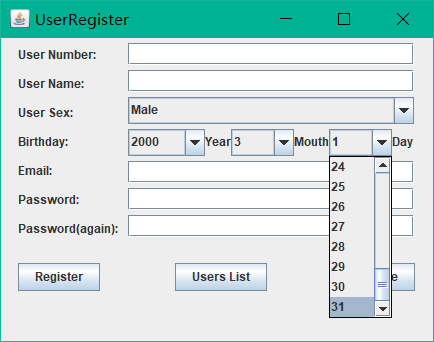 UserRegister
User Number:
User Name:
User Sex: Male
Birthday: 2000 Year 3 Mouth 1 Day
24
Email:
25
26
Password:
27
Password(again):
28
29
Register Users List
30
31